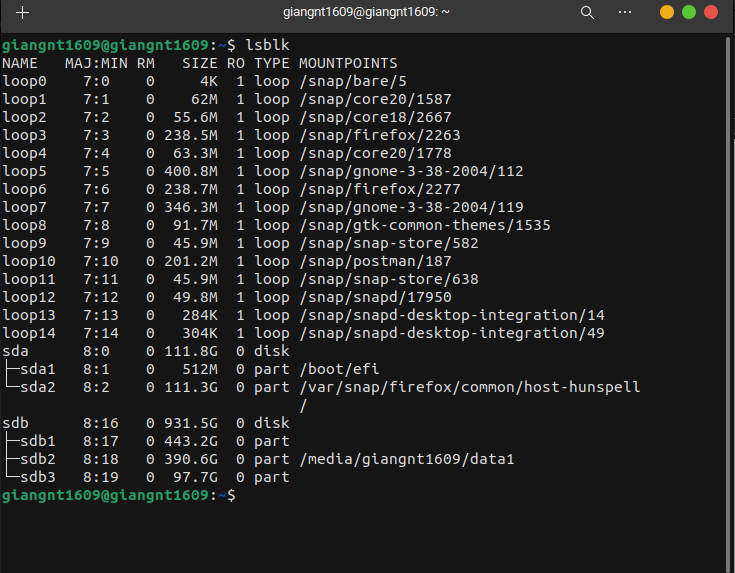 giangnt1609@giangnt1609: ~
giangnt1609@giangnt1609:~$ lsblk
NAME   MAJ:MIN RM   SIZE RO TYPE MOUNTPOINTS
loop0    7:0    0     4K  1 loop /snap/bare/5
loop1    7:1    0    62M  1 loop /snap/core20/1587
loop2    7:2    0  55.6M  1 loop /snap/core18/2667
loop3    7:3    0 238.5M  1 loop /snap/firefox/2263
loop4    7:4    0  63.3M  1 loop /snap/core20/1778
loop5    7:5    0 400.8M  1 loop /snap/gnome-3-38-2004/112
loop6    7:6    0 238.7M  1 loop /snap/firefox/2277
loop7    7:7    0 346.3M  1 loop /snap/gnome-3-38-2004/119
loop8    7:8    0  91.7M  1 loop /snap/gtk-common-themes/1535
loop9    7:9    0  45.9M  1 loop /snap/snap-store/582
loop10   7:10   0 201.2M  1 loop /snap/postman/187
loop11   7:11   0  45.9M  1 loop /snap/snap-store/638
loop12   7:12   0  49.8M  1 loop /snap/snapd/17950
loop13   7:13   0   284K  1 loop /snap/snapd-desktop-integration/14
loop14   7:14   0   304K  1 loop /snap/snapd-desktop-integration/49
sda      8:0    0 111.8G  0 disk
├─sda1   8:1    0   512M  0 part /boot/efi
└─sda2   8:2    0 111.3G  0 part /var/snap/firefox/common/host-hunspell
/
sdb      8:16   0 931.5G  0 disk
├─sdb1   8:17   0 443.2G  0 part
├─sdb2   8:18   0 390.6G  0 part /media/giangnt1609/data1
└─sdb3   8:19   0  97.7G  0 part
giangnt1609@giangnt1609:~$